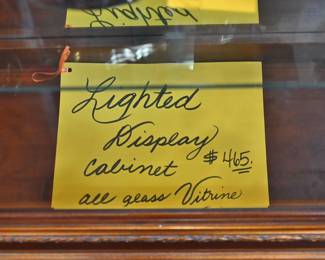 Lighted
Display
Cabinet $465.
all glass Vitrine